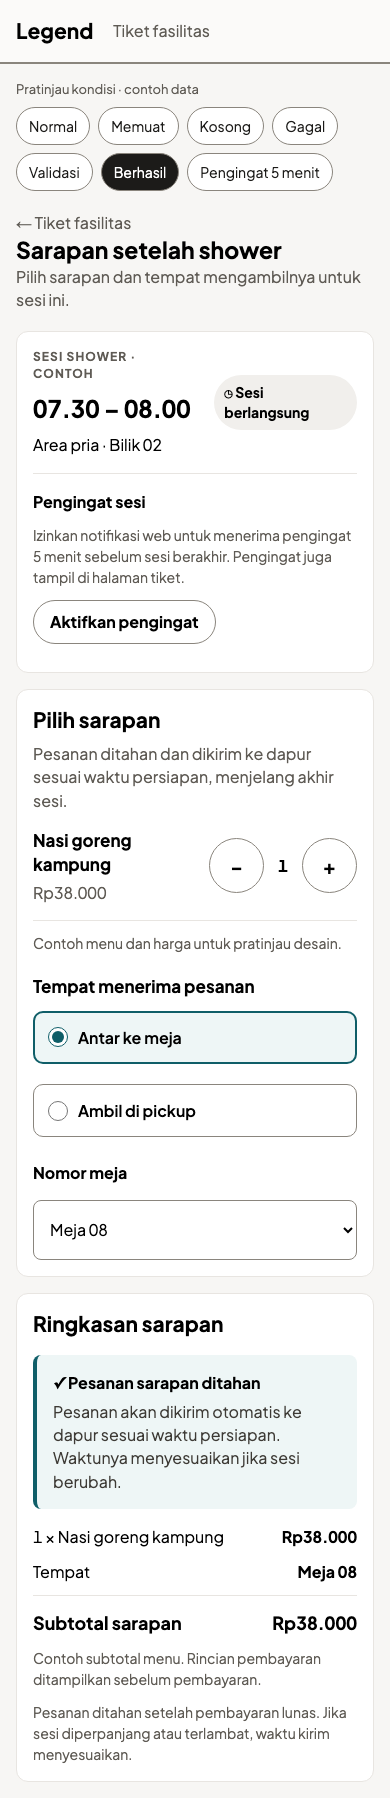 Legend Tiket fasilitas
Pratinjau kondisi · contoh data
Normal Memuat Kosong Gagal
Validasi Berhasil Pengingat 5 menit
← Tiket fasilitas
Sarapan setelah shower
Pilih sarapan dan tempat mengambilnya untuk
sesi ini.
SESI SHOWER ·
CONTOH
07.30 – 08.00
Area pria · Bilik 02
◷ Sesi
berlangsung
Pengingat sesi
Izinkan notifikasi web untuk menerima pengingat
5 menit sebelum sesi berakhir. Pengingat juga
tampil di halaman tiket.
Aktifkan pengingat
Pilih sarapan
Pesanan ditahan dan dikirim ke dapur
sesuai waktu persiapan, menjelang akhir
sesi.
Nasi goreng
kampung
Rp38.000
− 1 +
Contoh menu dan harga untuk pratinjau desain.
Tempat menerima pesanan
Antar ke meja
Ambil di pickup
Nomor meja
Meja 08
Ringkasan sarapan
✓Pesanan sarapan ditahan
Pesanan akan dikirim otomatis ke
dapur sesuai waktu persiapan.
Waktunya menyesuaikan jika sesi
berubah.
1 × Nasi goreng kampung Rp38.000
Tempat Meja 08
Subtotal sarapan Rp38.000
Contoh subtotal menu. Rincian pembayaran
ditampilkan sebelum pembayaran.
Pesanan ditahan setelah pembayaran lunas. Jika
sesi diperpanjang atau terlambat, waktu kirim
menyesuaikan.